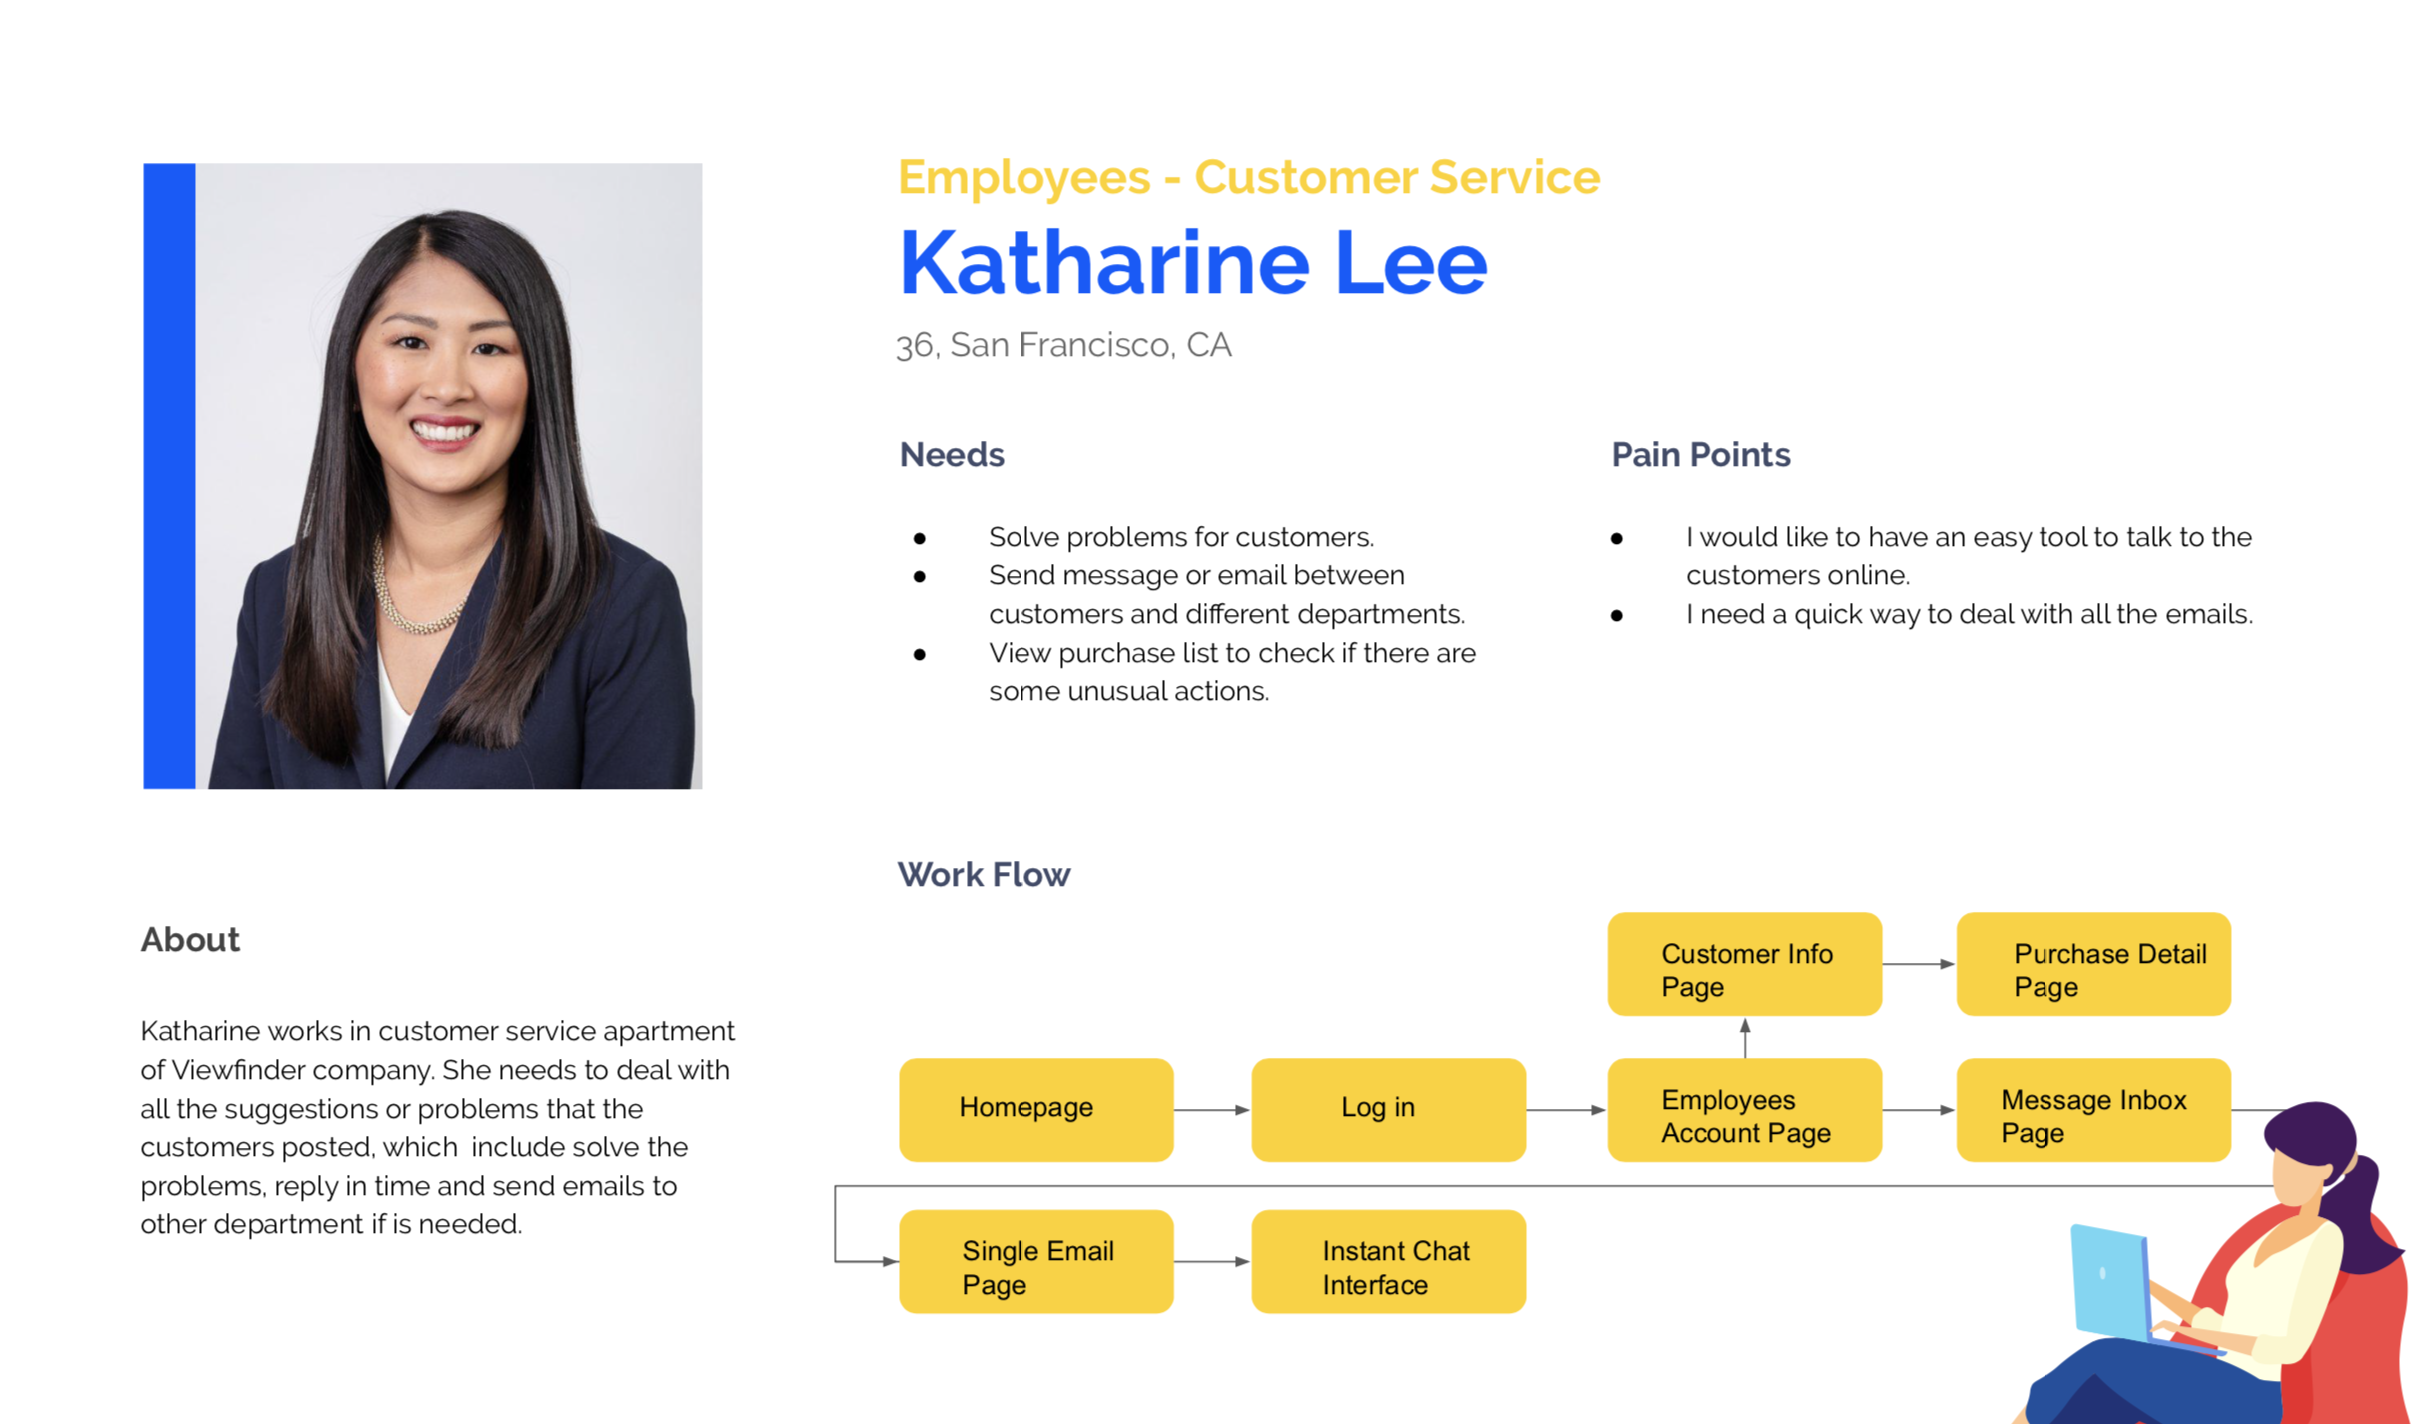 Employees - Customer Service
Katharine Lee
36, San Francisco, CA
Needs
● Solve problems for customers.
● Send message or email between
customers and different departments.
● View purchase list to check if there are
some unusual actions.
Pain Points
● I would like to have an easy tool to talk to the
customers online.
● I need a quick way to deal with all the emails.
About
Katharine works in customer service apartment
of Viewfinder company. She needs to deal with
all the suggestions or problems that the
customers posted, which  include solve the
problems, reply in time and send emails to
other department if is needed.
Work Flow
Customer Info
Page
Purchase Detail
Page
Homepage
Log in
Employees
Account Page
Message Inbox
Page
Single Email
Page
Instant Chat
Interface